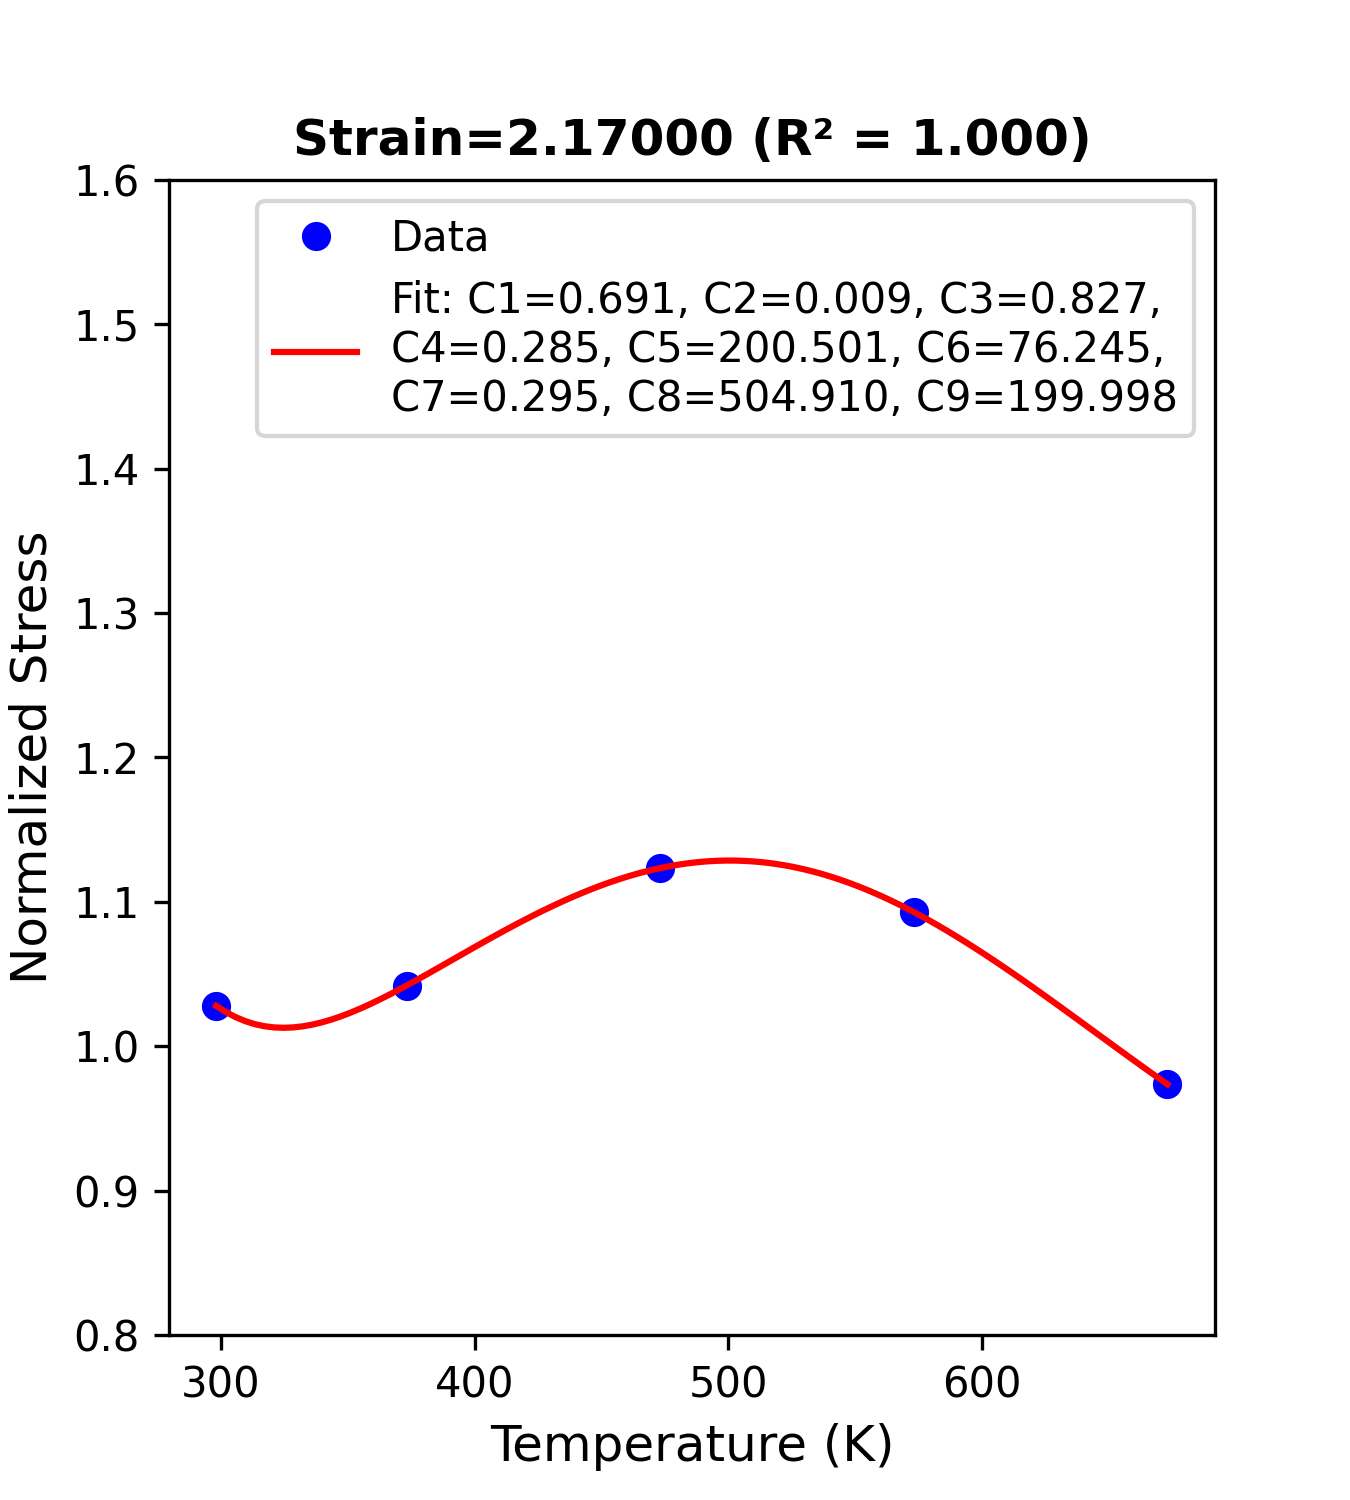 Strain=2.17000 (R² = 1.000)
1.6
1.5
1.4
1.3
1.2
1.1
1.0
0.9
0.8
Normalized Stress
Data
Fit: C1=0.691, C2=0.009, C3=0.827,
C4=0.285, C5=200.501, C6=76.245,
C7=0.295, C8=504.910, C9=199.998
300 400 500 600
Temperature (K)